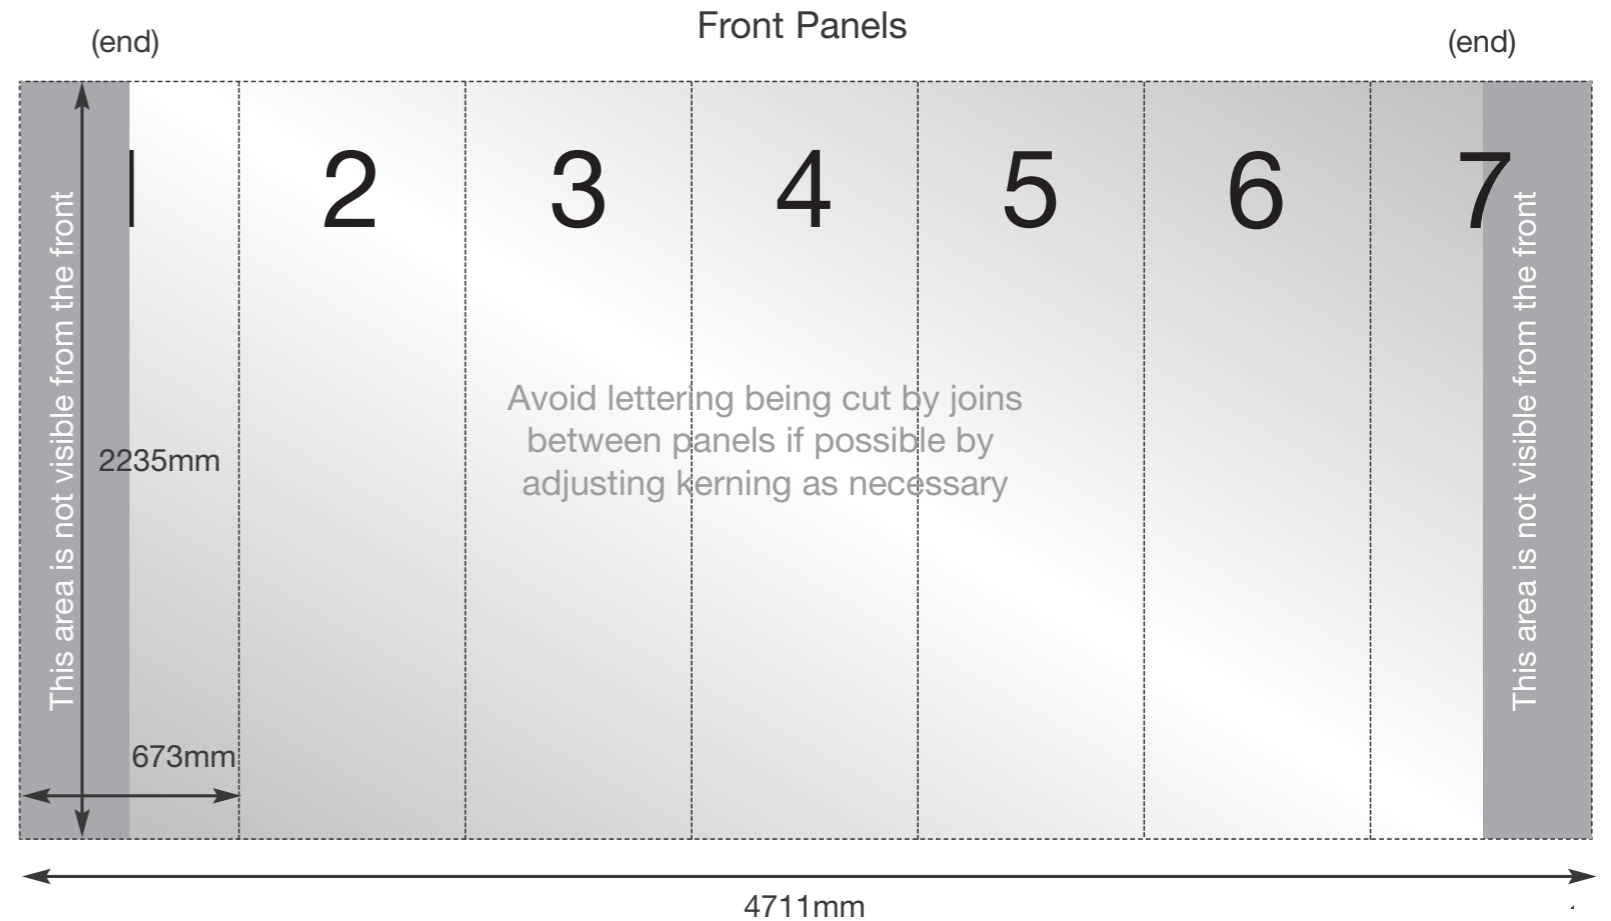 Front Panels
(end)
(end)
1
2
3
4
5
6
7
This area is not visible from the front
This area is not visible from the front
Avoid lettering being cut by joins
between panels if possible by
adjusting kerning as necessary
2235mm
673mm
4711mm